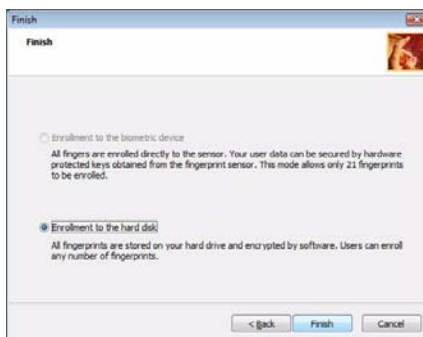 Finish
Finish
Enrollment to the biometric device
All fingers are enrolled directly to the sensor. Your user data can be secured by hardware
protected keys obtained from the fingerprint sensor. This mode allows only 21 fingerprints
to be enrolled.
Enrollment to the hard disk
All fingerprints are stored on your hard drive and encrypted by software. Users can enroll
any number of fingerprints.
< Back
Finish
Cancel